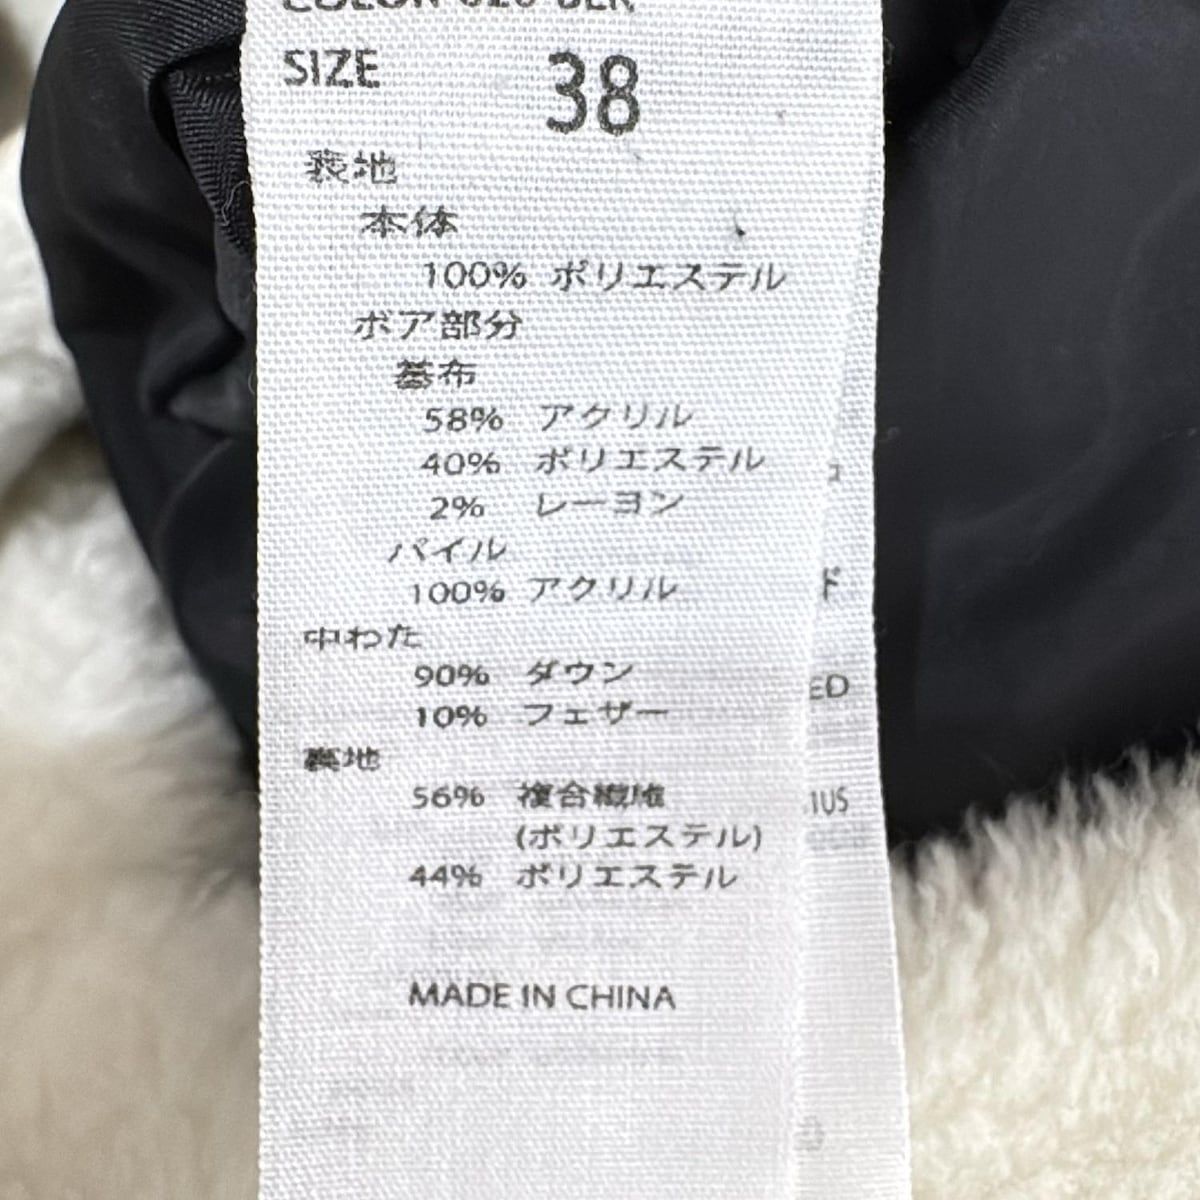 SIZE 38
表地
本体
100% ポリエステル
ボア部分
基布
58% アクリル
40% ポリエステル
2% レーヨン
パイル
100% アクリル
中わた
90% ダウン
10% フェザー
裏地
56% 複合繊維
(ポリエステル)
44% ポリエステル
MADE IN CHINA
ド
ED
IUS